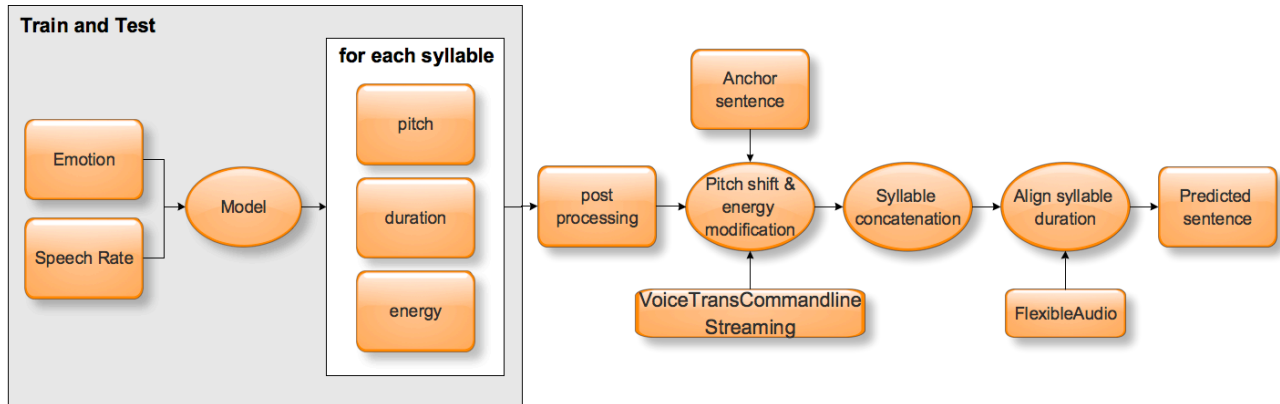 Train and Test
for each syllable
Emotion
Speech Rate
Model
pitch
duration
energy
post
processing
Anchor
sentence
Pitch shift &
energy
modification
VoiceTransCommandline
Streaming
Syllable
concatenation
Align syllable
duration
FlexibleAudio
Predicted
sentence